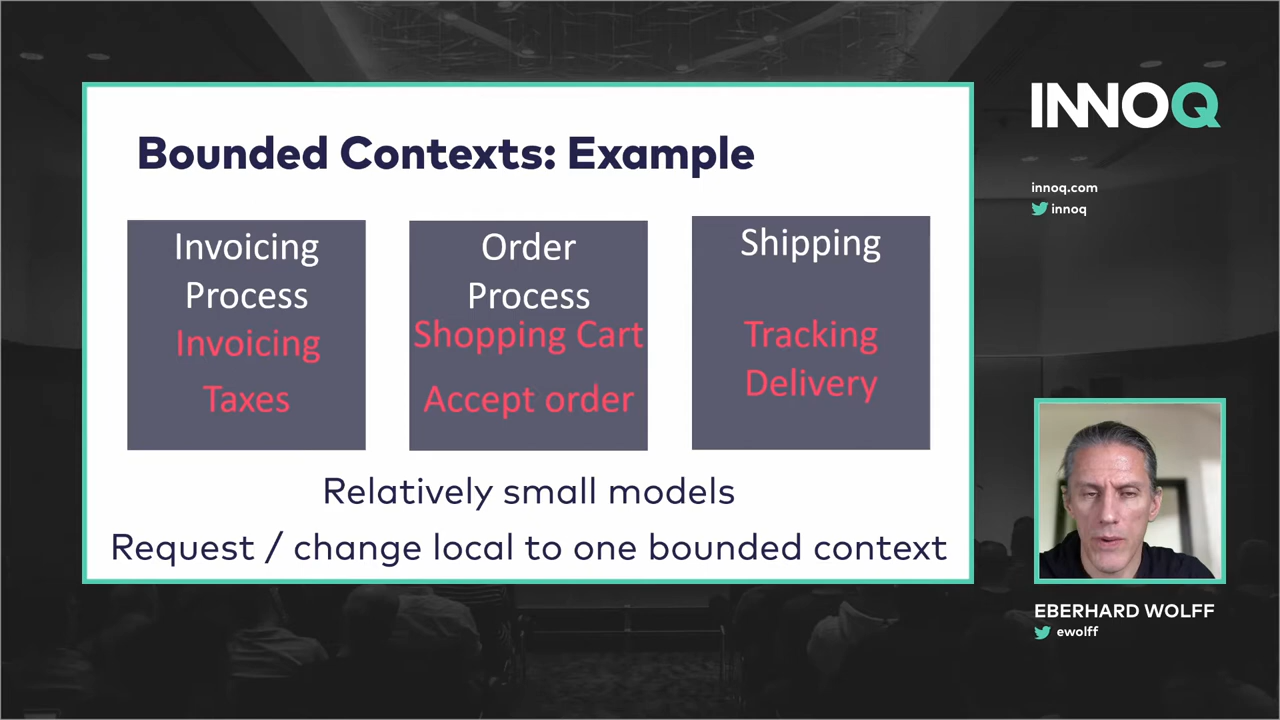 Bounded Contexts: Example
Invoicing
Process
Invoicing
Taxes
Order
Process
Shopping Cart
Accept order
Shipping
Tracking
Delivery
Relatively small models
Request / change local to one bounded context
INNOQ
innoq.com
innoq
EBERHARD WOLFF
ewolff